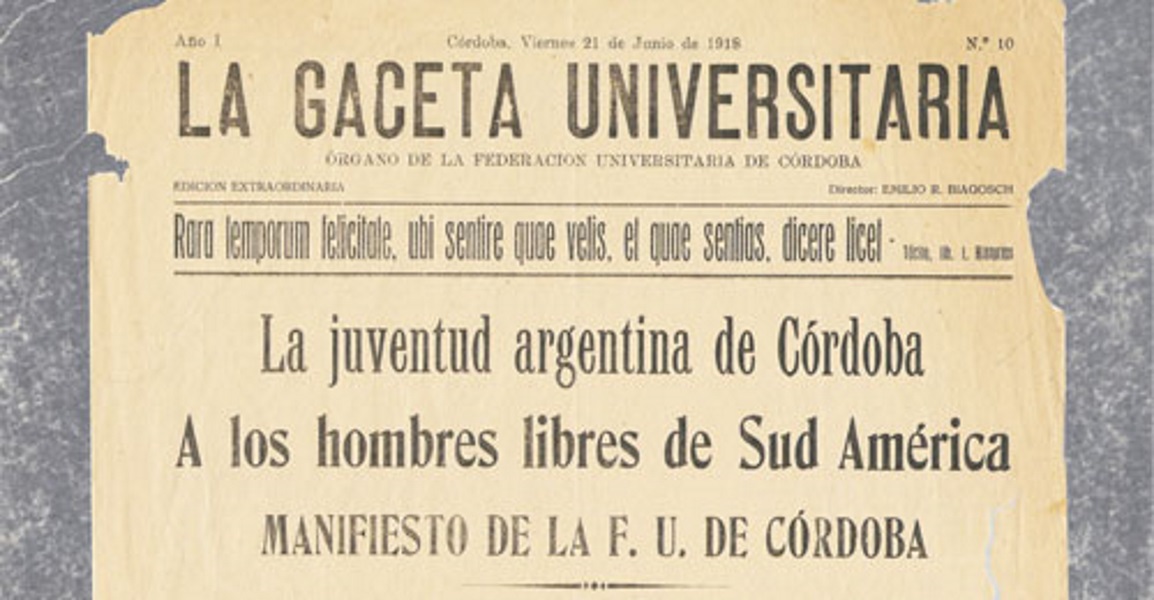 Año I Córdoba, Viernes 21 de Junio de 1918 N.º 10
LA GACETA UNIVERSITARIA
ÓRGANO DE LA FEDERACION UNIVERSITARIA DE CÓRDOBA
EDICION EXTRAORDINARIA Director: EMILIO R. BIAGOSCH
Rara temporum felicitate, ubi sentire quae velis, et quae sentias, dicere licet - Tácito, lib. I.
La juventud argentina de Córdoba
A los hombres libres de Sud América
MANIFIESTO DE LA F. U. DE CÓRDOBA